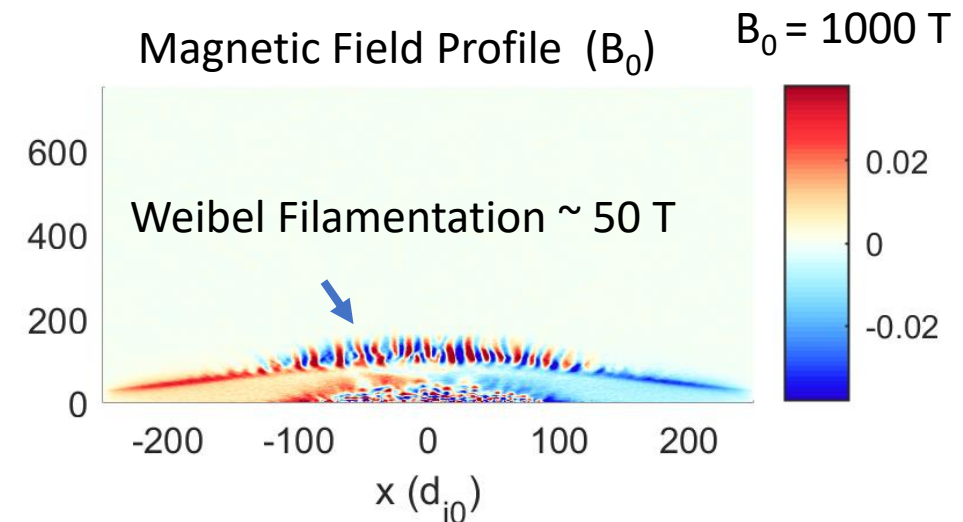 Magnetic Field Profile (B₀)
B₀ = 1000 T
Weibel Filamentation ~ 50 T
600
400
200
0
-200 -100 0 100 200
x (dᵢ₀)
0.02
0
-0.02